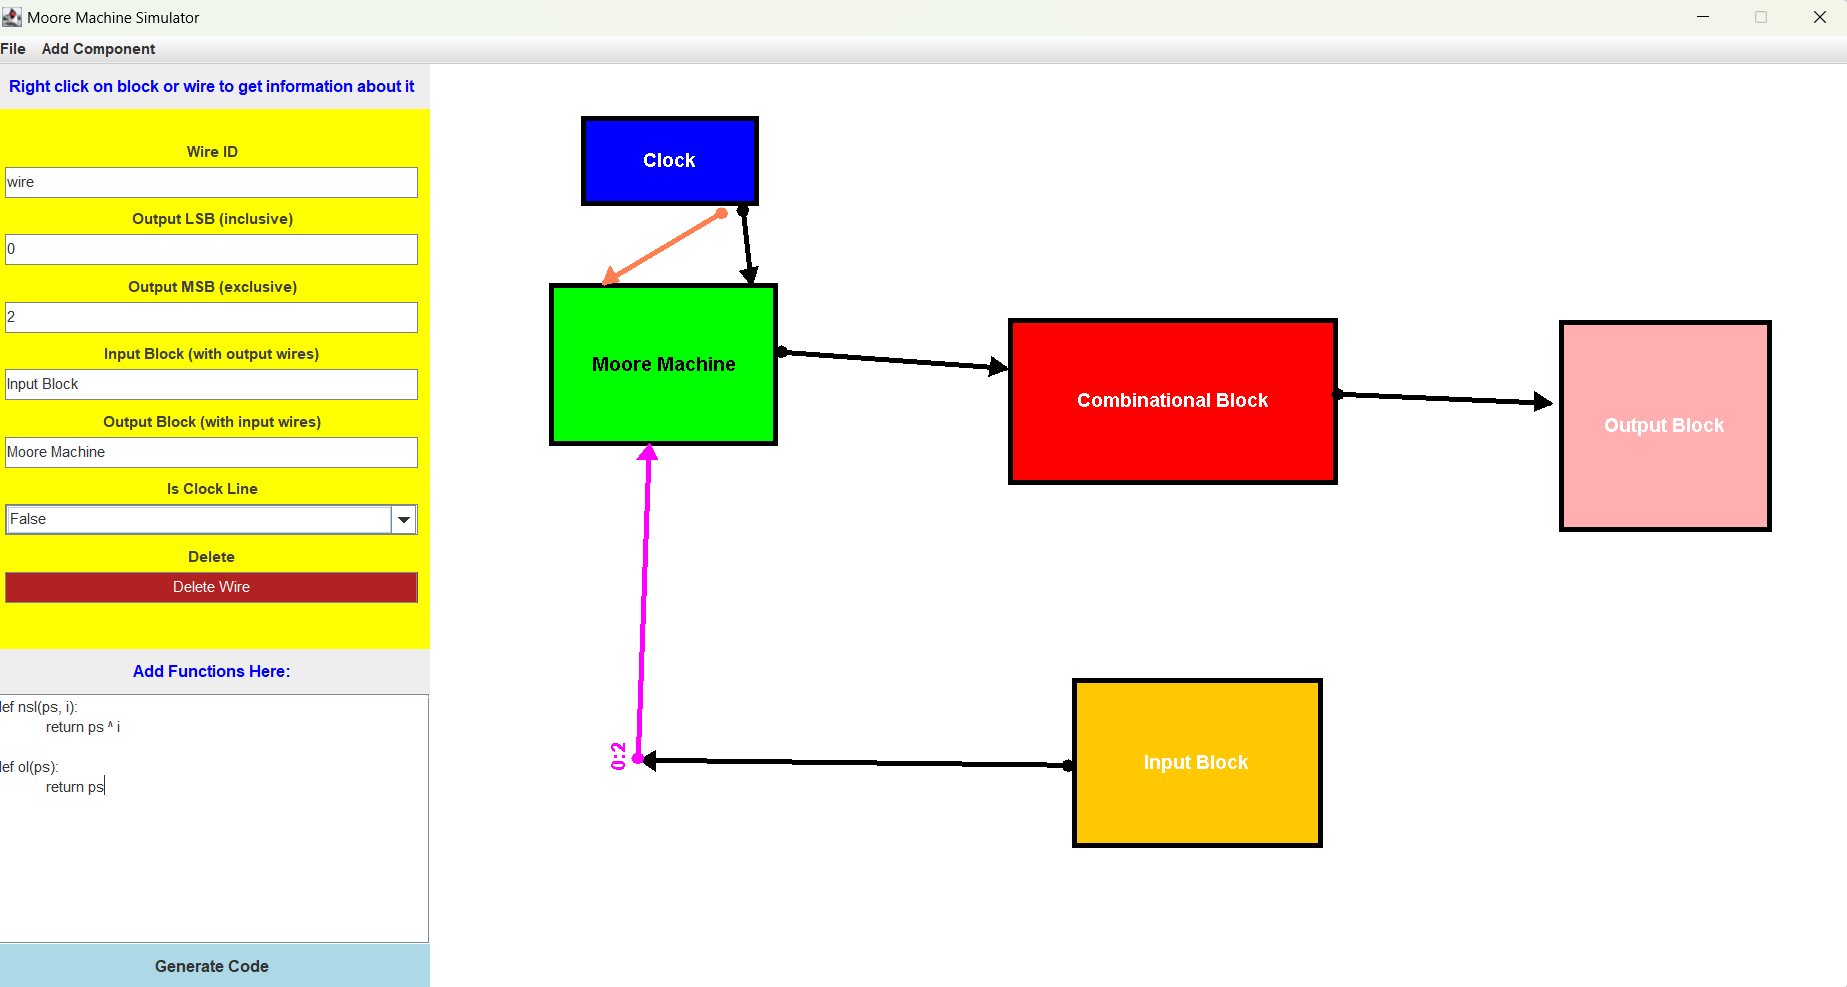 Moore Machine Simulator
File Add Component
Right click on block or wire to get information about it
Wire ID
wire
Output LSB (inclusive)
0
Output MSB (exclusive)
2
Input Block (with output wires)
Input Block
Output Block (with input wires)
Moore Machine
Is Clock Line
False
Delete
Delete Wire
Add Functions Here:
def nsl(ps, i):
return ps ^ i
def ol(ps):
return ps
Generate Code
Clock
Moore Machine
Combinational Block
Output Block
0:2
Input Block